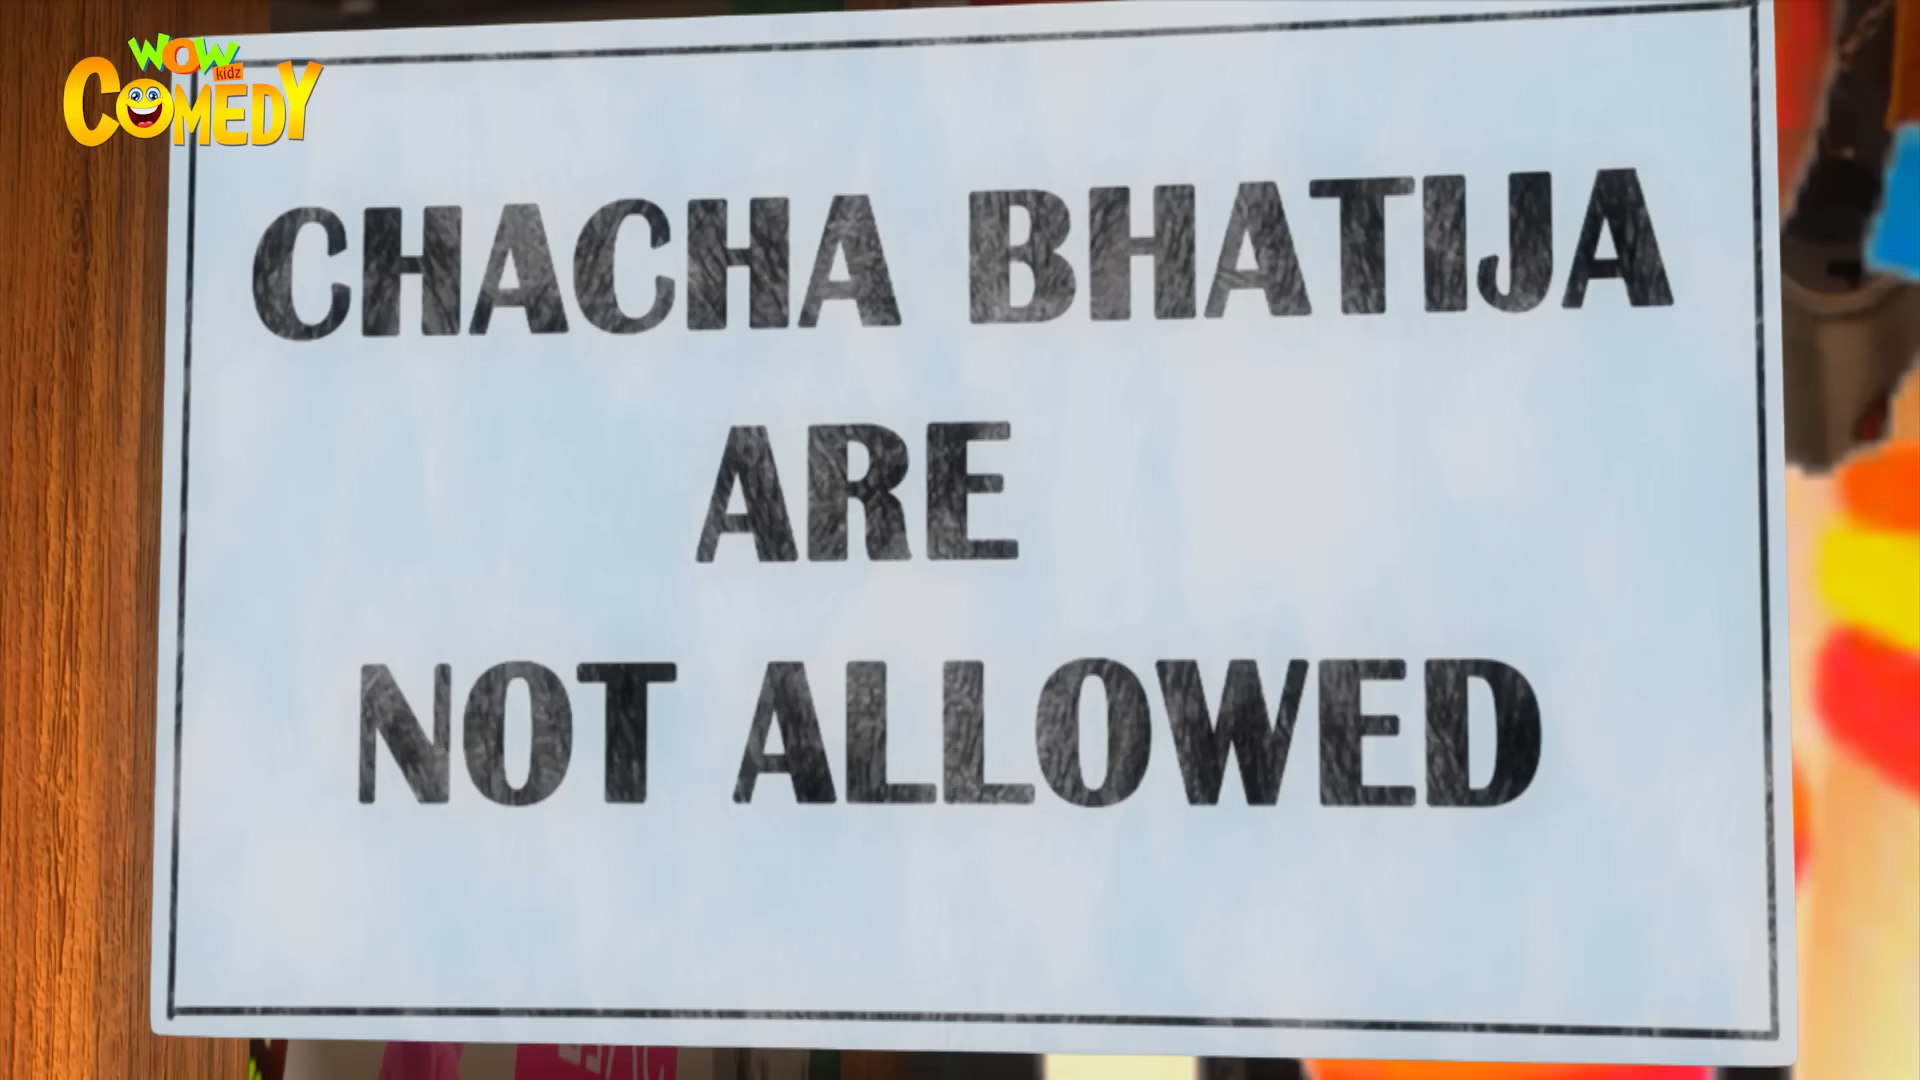 WOW
kidz
COMEDY
CHACHA BHATIJA
ARE
NOT ALLOWED